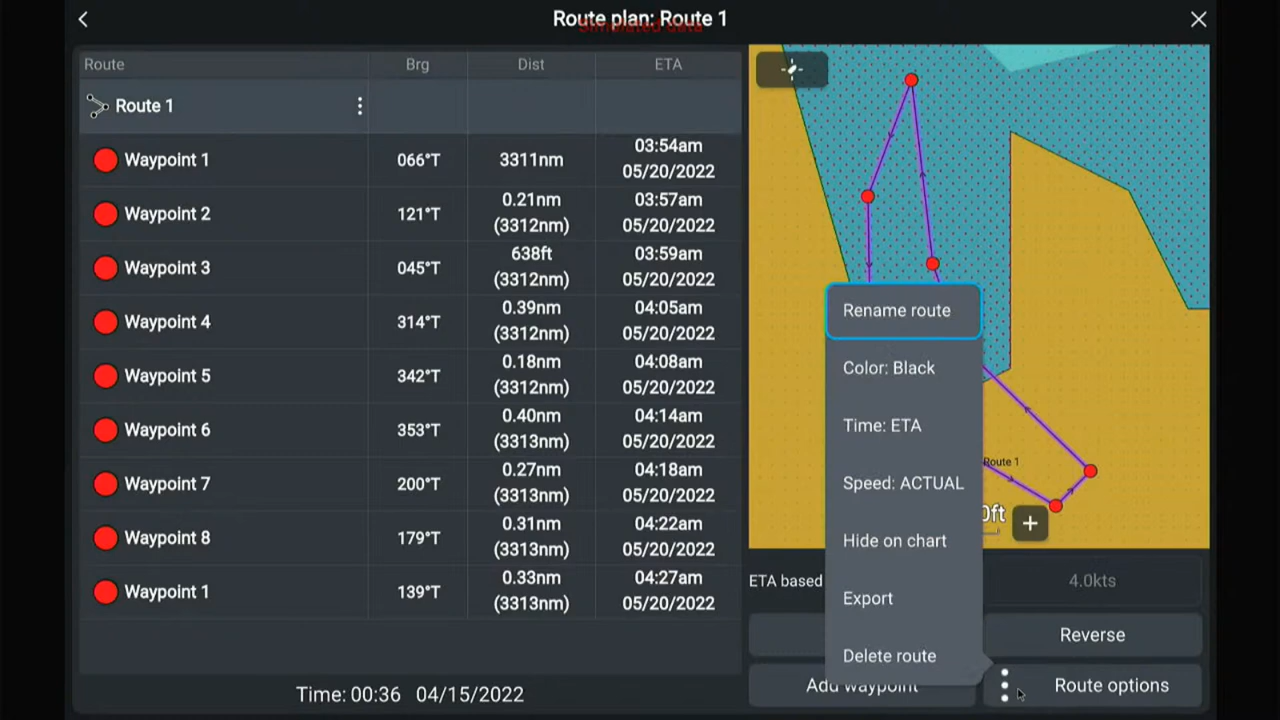 Route plan: Route 1
Simulated data
Route Brg Dist ETA
Route 1
Waypoint 1 066°T 3311nm 03:54am 05/20/2022
Waypoint 2 121°T 0.21nm (3312nm) 03:57am 05/20/2022
Waypoint 3 045°T 638ft (3312nm) 03:59am 05/20/2022
Waypoint 4 314°T 0.39nm (3312nm) 04:05am 05/20/2022
Waypoint 5 342°T 0.18nm (3312nm) 04:08am 05/20/2022
Waypoint 6 353°T 0.40nm (3313nm) 04:14am 05/20/2022
Waypoint 7 200°T 0.27nm (3313nm) 04:18am 05/20/2022
Waypoint 8 179°T 0.31nm (3313nm) 04:22am 05/20/2022
Waypoint 1 139°T 0.33nm (3313nm) 04:27am 05/20/2022
Time: 00:36 04/15/2022
Rename route
Color: Black
Time: ETA
Speed: ACTUAL
Hide on chart
Export
Delete route
Route 1
0ft
+
ETA based
4.0kts
Reverse
Add waypoint
Route options